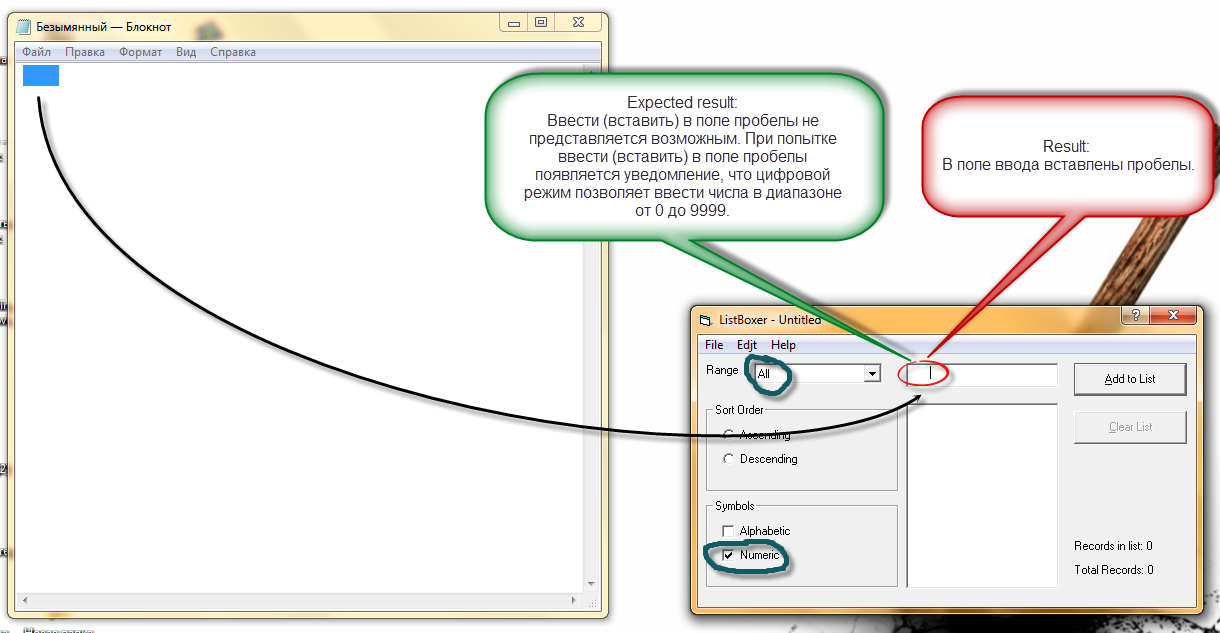 Безымянный — Блокнот
Файл Правка Формат Вид Справка
Expected result:
Ввести (вставить) в поле пробелы не
представляется возможным. При попытке
ввести (вставить) в поле пробелы
появляется уведомление, что цифровой
режим позволяет ввести числа в диапазоне
от 0 до 9999.
Result:
В поле ввода вставлены пробелы.
ListBoxer - Untitled
File Edjt Help
Range All
Add to List
Sort Order
Ascending
Clear List
Descending
Symbols
Alphabetic
Numeric
Records in list: 0
Total Records: 0